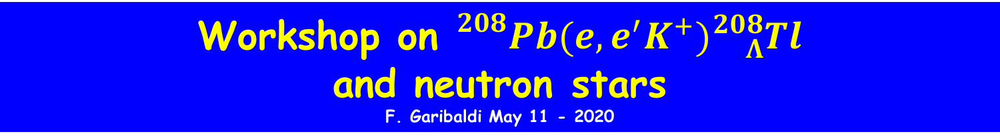 Workshop on ²⁰⁸Pb(e, e′K⁺)²⁰⁸ΛTl
and neutron stars
F. Garibaldi May 11 - 2020